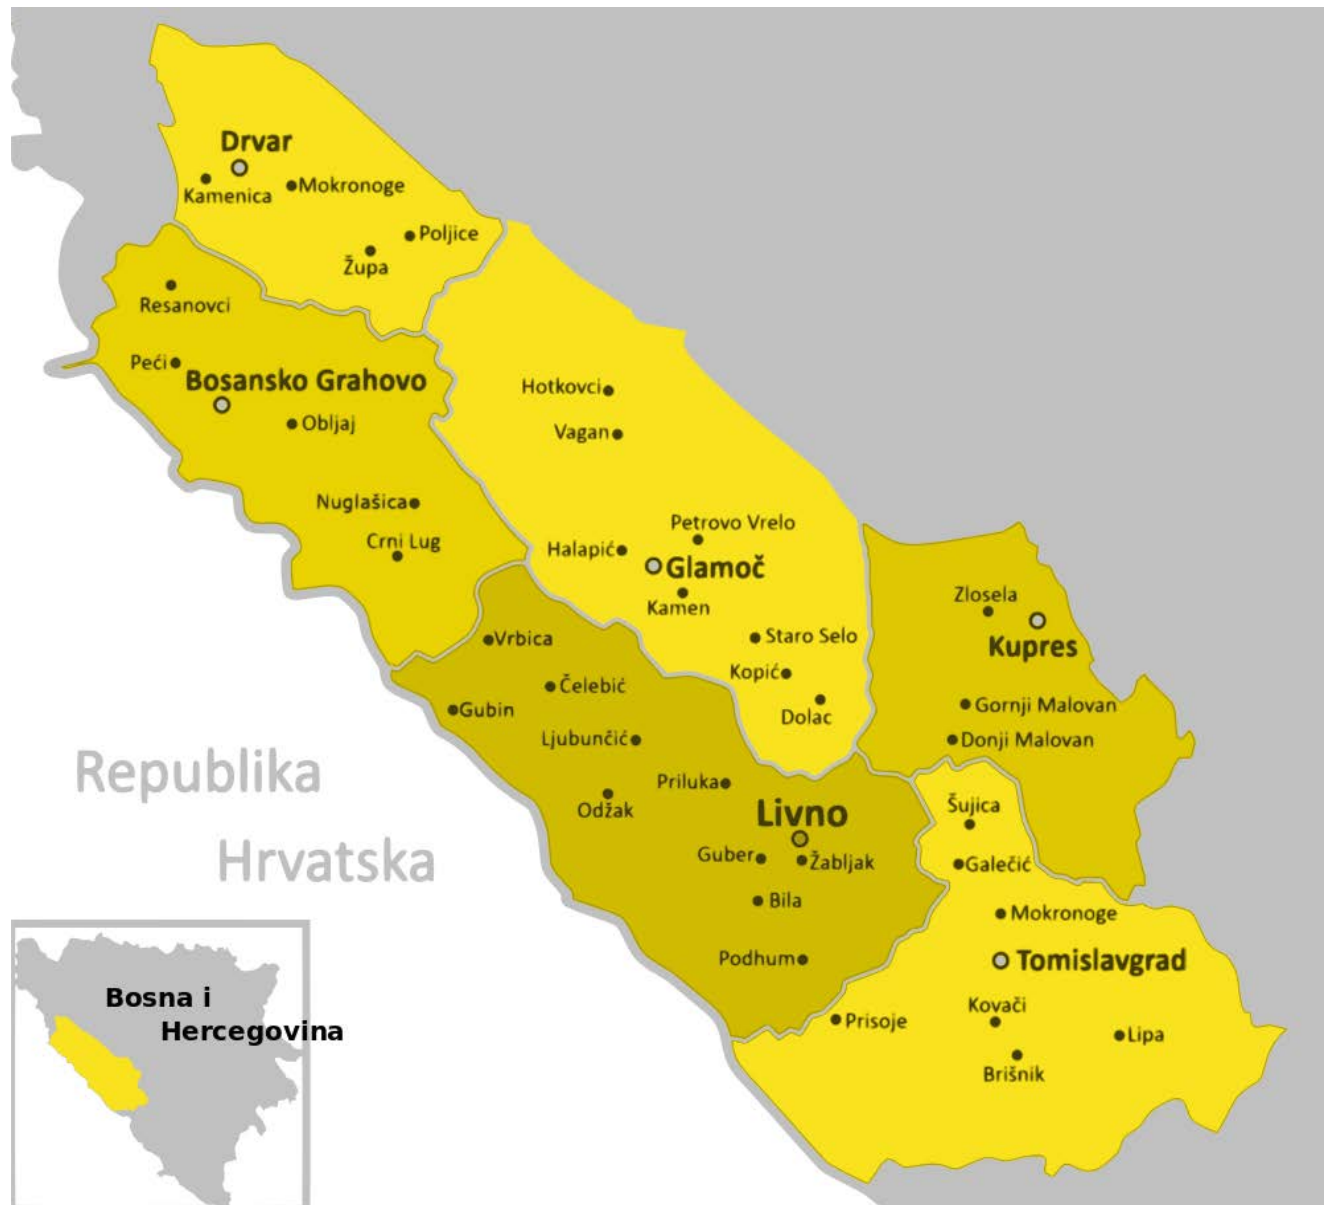 Drvar
Kamenica
Mokronoge
Poljice
Župa
Resanovci
Peći
Bosansko Grahovo
Obljaj
Nuglašica
Crni Lug
Hotkovci
Vagan
Petrovo Vrelo
Halapić
Glamoč
Kamen
Staro Selo
Kopić
Dolac
Zlosela
Kupres
Gornji Malovan
Donji Malovan
Vrbica
Čelebić
Gubin
Ljubunčić
Priluka
Odžak
Livno
Guber
Žabljak
Bila
Podhum
Šujica
Galečić
Mokronoge
Tomislavgrad
Kovači
Prisoje
Lipa
Brišnik
Republika
Hrvatska
Bosna i
Hercegovina